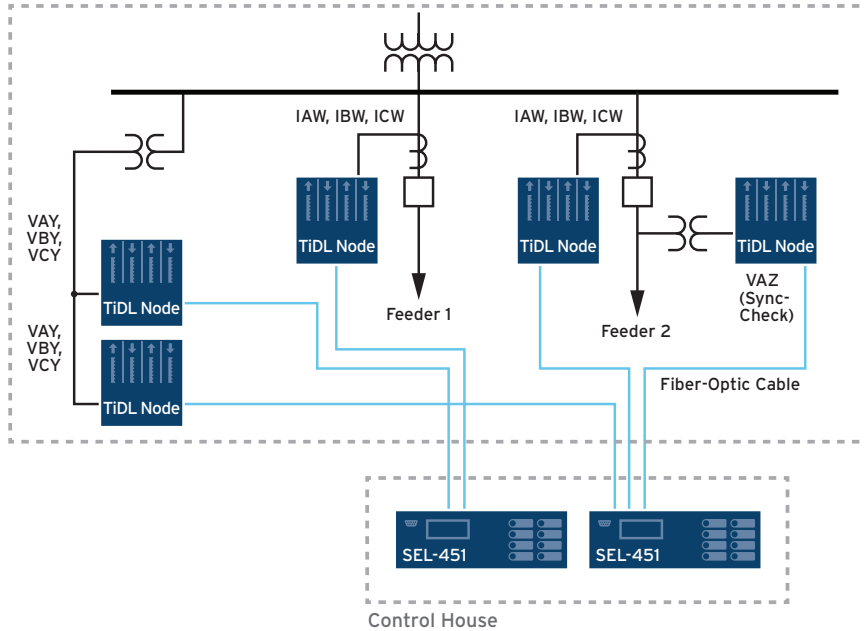 IAW, IBW, ICW
IAW, IBW, ICW
TiDL Node
TiDL Node
TiDL Node
VAY,
VBY,
VCY
TiDL Node
VAZ
(Sync-
Check)
Feeder 1
Feeder 2
VAY,
VBY,
VCY
TiDL Node
Fiber-Optic Cable
SEL-451
SEL-451
Control House